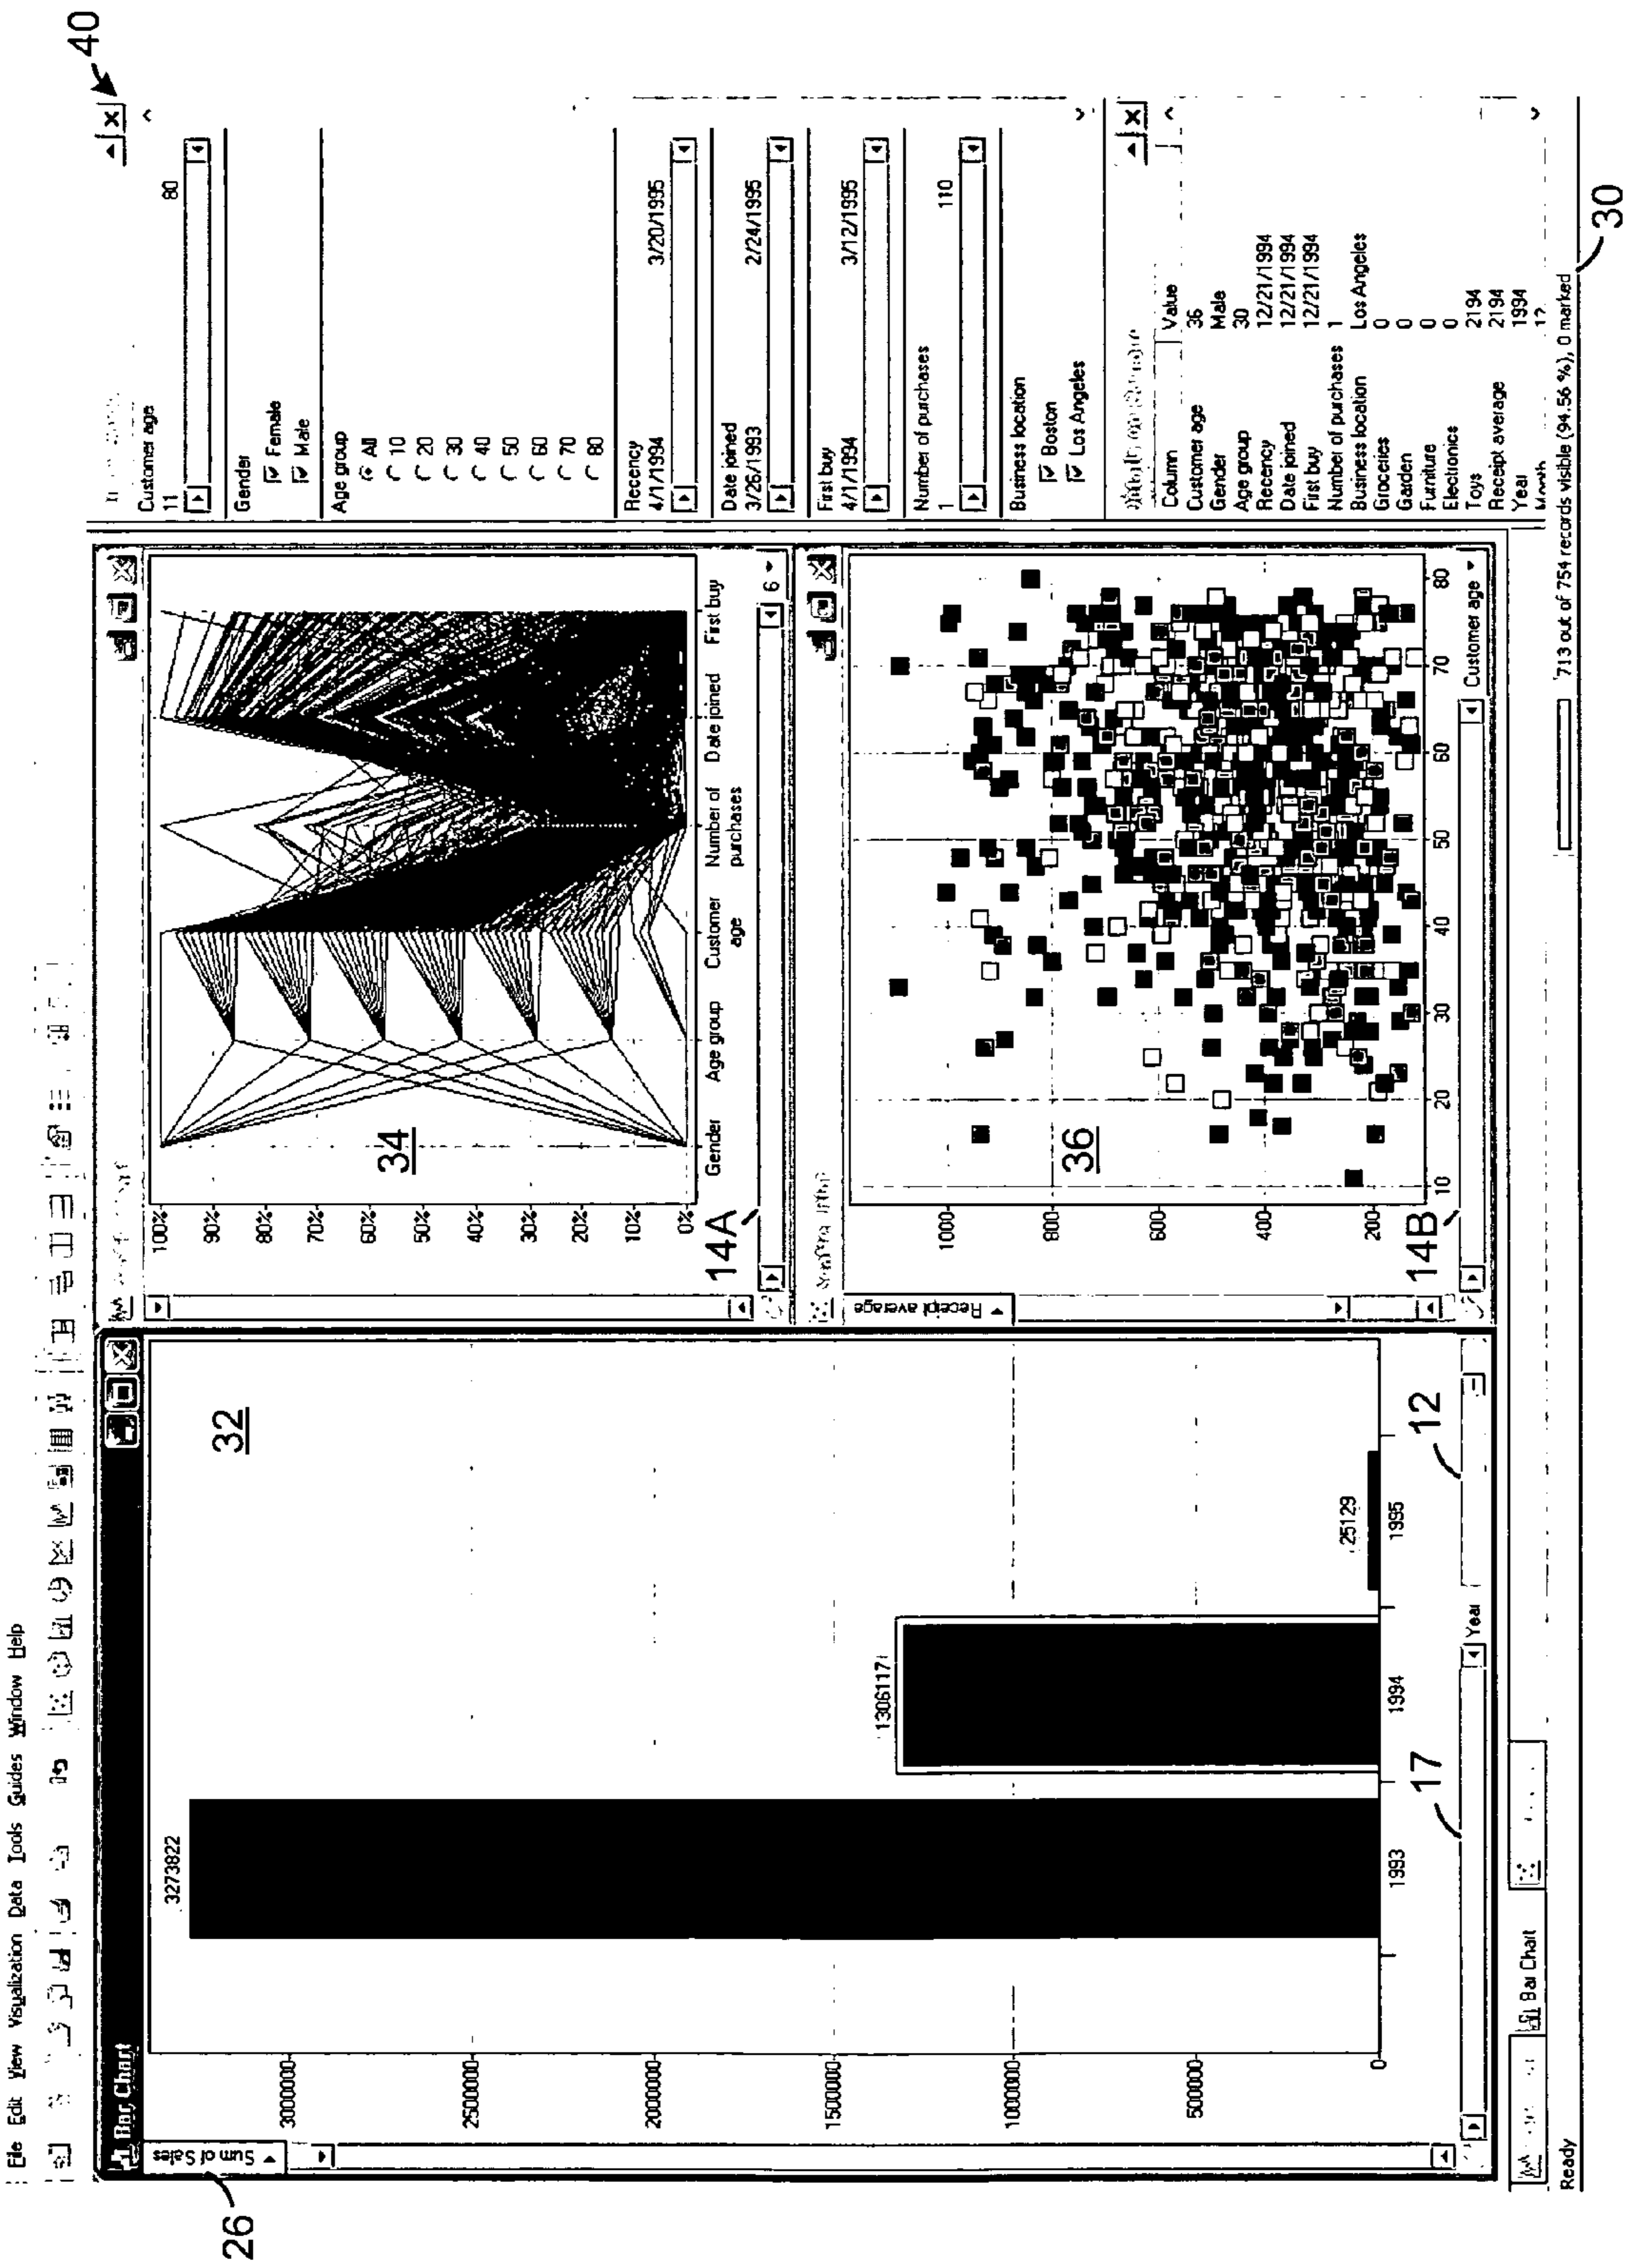 File Edit View Visualization Data Tools Guides Window Help
40
26
Bar Chart
Sum of Sales
32
3000000
2500000
2000000
1500000
1000000
500000
0
3273822
1306117
25129
1993
1994
1995
Year
17
12
34
100%
90%
80%
70%
60%
50%
40%
30%
20%
10%
0%
Gender
Age group
Customer age
Number of purchases
Date joined
First buy
14A
6
Receipt average
36
1000
800
600
400
200
10
20
30
40
50
60
70
80
14B
Customer age
Customer age
11 80
Gender
Female
Male
Age group
All
10
20
30
40
50
60
70
80
Recency
4/1/1994 3/20/1995
Date joined
3/26/1993 2/24/1995
First buy
4/1/1994 3/12/1995
Number of purchases
1 110
Business location
Boston
Los Angeles
Column Value
Customer age 36
Gender Male
Age group 30
Recency 12/21/1994
Date joined 12/21/1994
First buy 12/21/1994
Number of purchases 1
Business location Los Angeles
Groceries 0
Garden 0
Furniture 0
Electronics 0
Toys 2194
Receipt average 2194
Year 1994
Bar Chart
Ready
713 out of 754 records visible (94.56 %), 0 marked
30